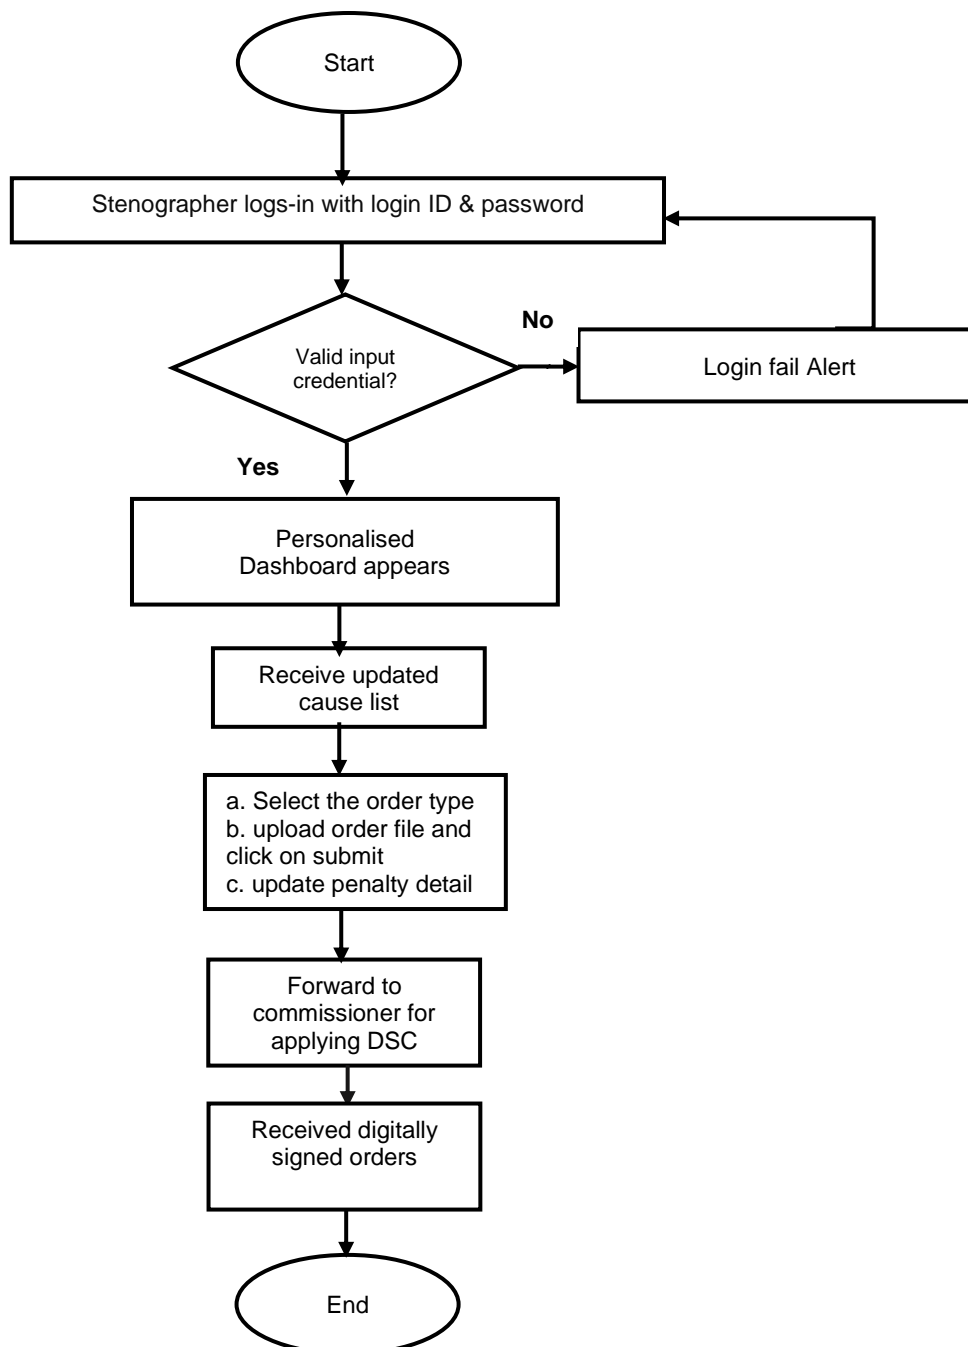 Start
Stenographer logs-in with login ID & password
No
Valid input
credential?
Login fail Alert
Yes
Personalised
Dashboard appears
Receive updated
cause list
a. Select the order type
b. upload order file and
click on submit
c. update penalty detail
Forward to
commissioner for
applying DSC
Received digitally
signed orders
End